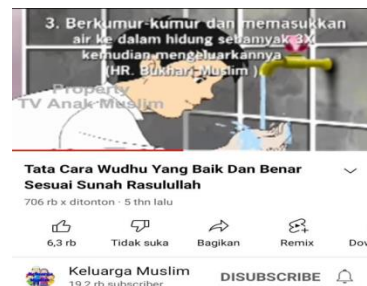 3. Berkumur-kumur dan memasukkan
air ke dalam hidung sebamyak 3X
kemudian mengeluarkannya
(HR. Bukhari Muslim )
Property
TV Anak Muslim
Tata Cara Wudhu Yang Baik Dan Benar
Sesuai Sunah Rasulullah
706 rb x ditonton · 5 thn lalu
6,3 rb Tidak suka Bagikan Remix Dov
Keluarga Muslim
19,2 rb subscriber
DISUBSCRIBE